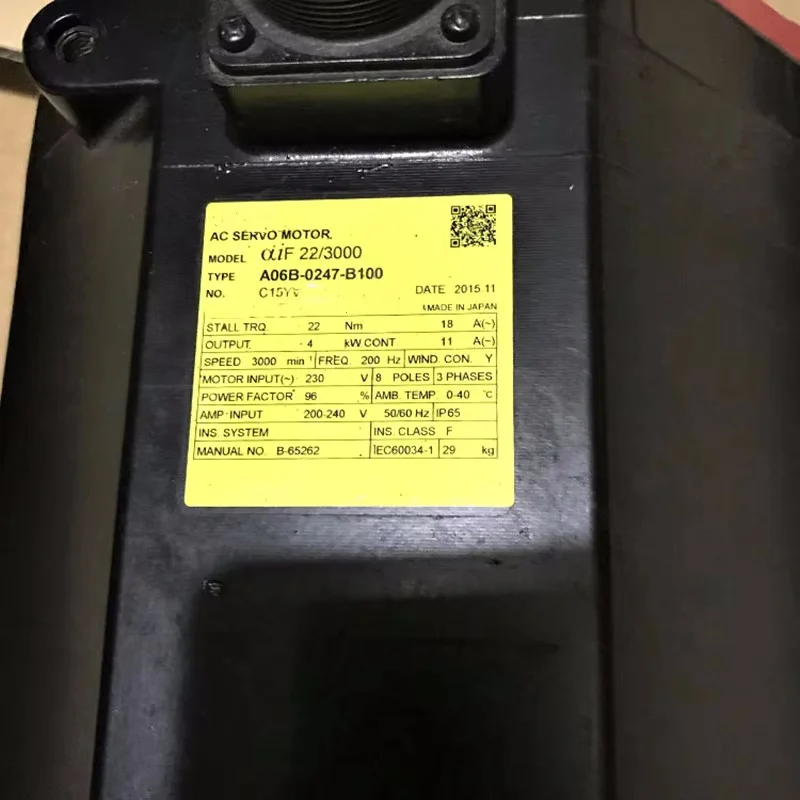 AC SERVO MOTOR
MODEL αiF 22/3000
TYPE A06B-0247-B100
NO. C15YV DATE 2015.11
MADE IN JAPAN
STALL TRQ. 22 Nm 18 A(~)
OUTPUT 4 kW CONT 11 A(~)
SPEED 3000 min⁻¹ FREQ. 200 Hz WIND. CON. Y
MOTOR INPUT(~) 230 V 8 POLES 3 PHASES
POWER FACTOR 96 % AMB. TEMP. 0-40 ℃
AMP INPUT 200-240 V 50/60 Hz IP65
INS. SYSTEM INS. CLASS F
MANUAL NO. B-65262 IEC60034-1 29 kg